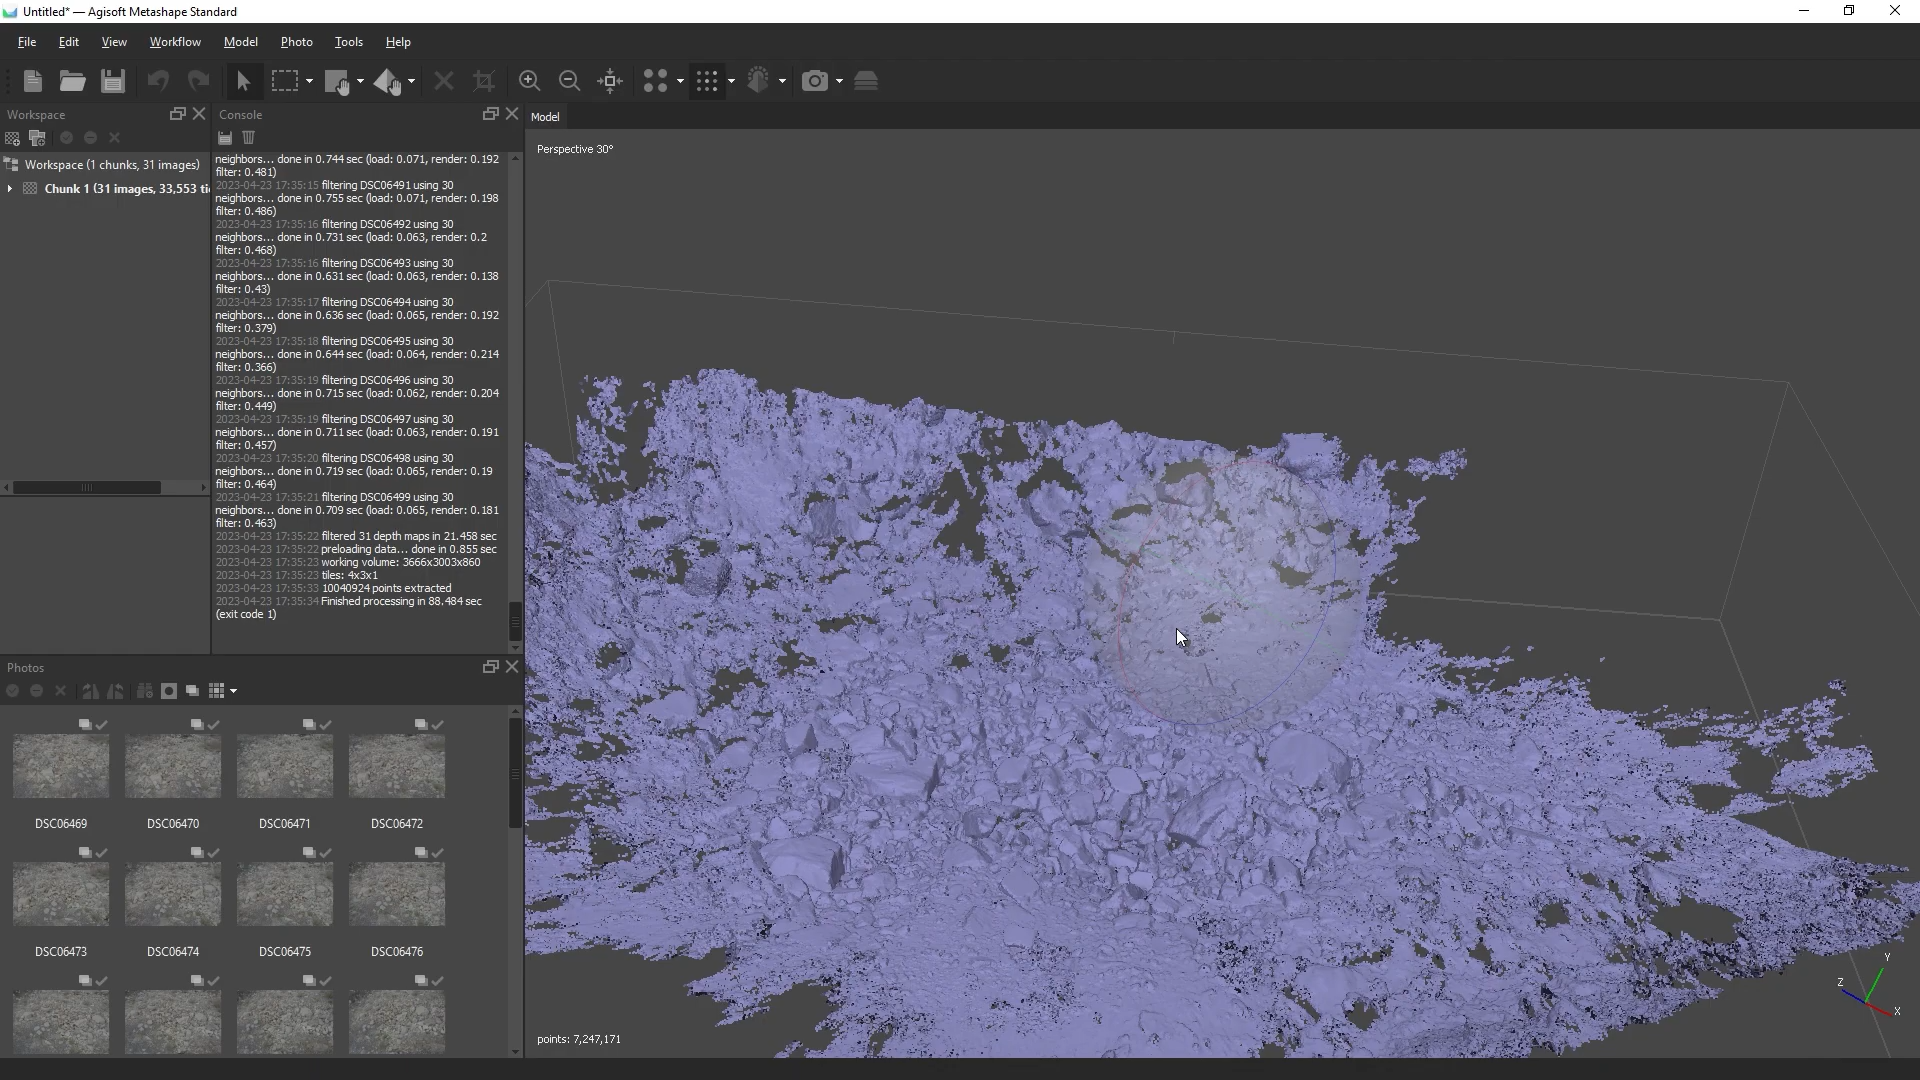 Untitled* — Agisoft Metashape Standard
File Edit View Workflow Model Photo Tools Help
Workspace
Workspace (1 chunks, 31 images)
Chunk 1 (31 images, 33,553 ti
Console
neighbors... done in 0.744 sec (load: 0.071, render: 0.192
filter: 0.481)
2023-04-23 17:35:15 filtering DSC06491 using 30
neighbors... done in 0.755 sec (load: 0.071, render: 0.198
filter: 0.486)
2023-04-23 17:35:16 filtering DSC06492 using 30
neighbors... done in 0.731 sec (load: 0.063, render: 0.2
filter: 0.468)
2023-04-23 17:35:16 filtering DSC06493 using 30
neighbors... done in 0.631 sec (load: 0.063, render: 0.138
filter: 0.43)
2023-04-23 17:35:17 filtering DSC06494 using 30
neighbors... done in 0.636 sec (load: 0.065, render: 0.192
filter: 0.379)
2023-04-23 17:35:18 filtering DSC06495 using 30
neighbors... done in 0.644 sec (load: 0.064, render: 0.214
filter: 0.366)
2023-04-23 17:35:19 filtering DSC06496 using 30
neighbors... done in 0.715 sec (load: 0.062, render: 0.204
filter: 0.449)
2023-04-23 17:35:19 filtering DSC06497 using 30
neighbors... done in 0.711 sec (load: 0.063, render: 0.191
filter: 0.457)
2023-04-23 17:35:20 filtering DSC06498 using 30
neighbors... done in 0.719 sec (load: 0.065, render: 0.19
filter: 0.464)
2023-04-23 17:35:21 filtering DSC06499 using 30
neighbors... done in 0.709 sec (load: 0.065, render: 0.181
filter: 0.463)
2023-04-23 17:35:22 filtered 31 depth maps in 21.458 sec
2023-04-23 17:35:22 preloading data... done in 0.855 sec
2023-04-23 17:35:23 working volume: 3666x3003x860
2023-04-23 17:35:23 tiles: 4x3x1
2023-04-23 17:35:33 10040924 points extracted
2023-04-23 17:35:34 Finished processing in 88.484 sec
(exit code 1)
Photos
DSC06469 DSC06470 DSC06471 DSC06472
DSC06473 DSC06474 DSC06475 DSC06476
Model
Perspective 30°
points: 7,247,171
Y
Z
X